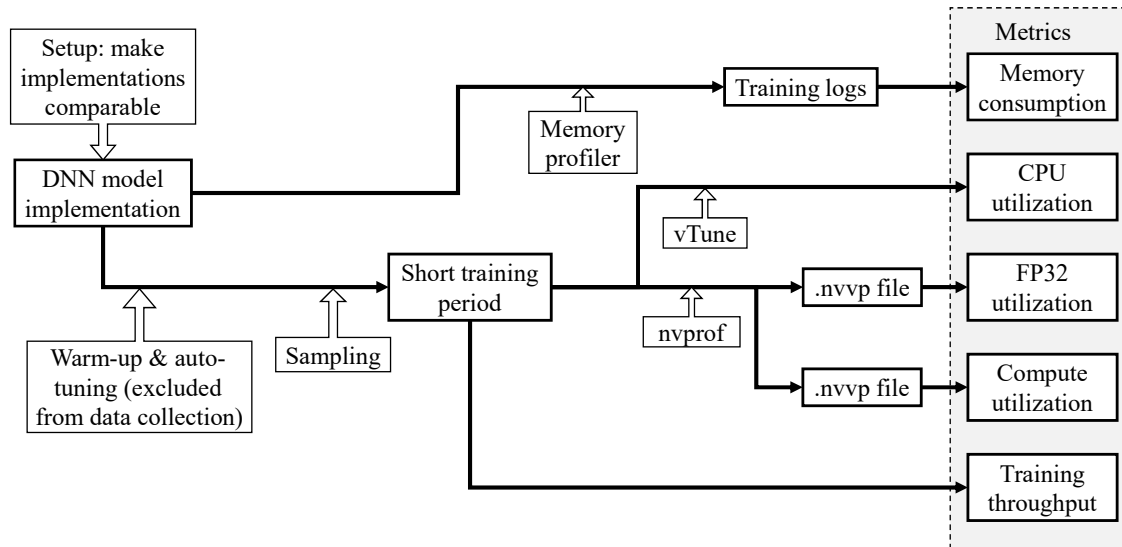 Setup: make
implementations
comparable
Metrics
Training logs
Memory
consumption
Memory
profiler
DNN model
implementation
CPU
utilization
vTune
Short training
period
.nvvp file
FP32
utilization
nvprof
Sampling
Warm-up & auto-
tuning (excluded
from data collection)
.nvvp file
Compute
utilization
Training
throughput